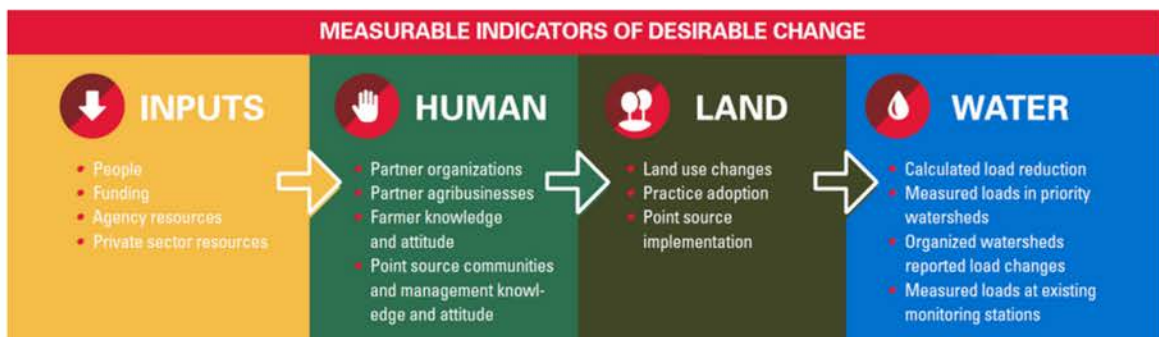 MEASURABLE INDICATORS OF DESIRABLE CHANGE
INPUTS
• People
• Funding
• Agency resources
• Private sector resources
HUMAN
• Partner organizations
• Partner agribusinesses
• Farmer knowledge
and attitude
• Point source communities
and management knowl-
edge and attitude
LAND
• Land use changes
• Practice adoption
• Point source
implementation
WATER
• Calculated load reduction
• Measured loads in priority
watersheds
• Organized watersheds
reported load changes
• Measured loads at existing
monitoring stations